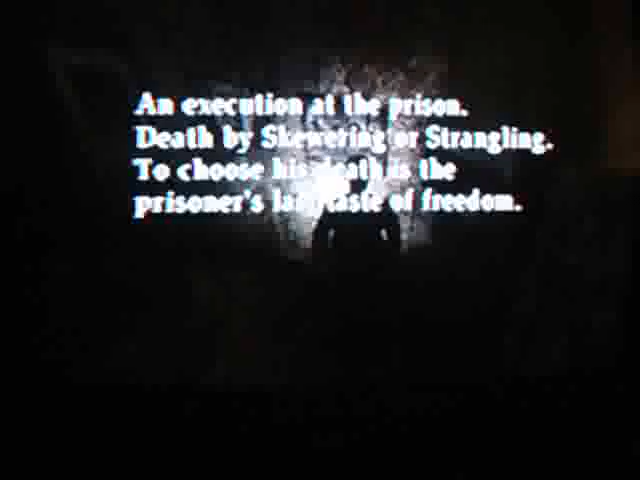 An execution at the prison.
Death by Skewering or Strangling.
To choose his death is the
prisoner's last taste of freedom.